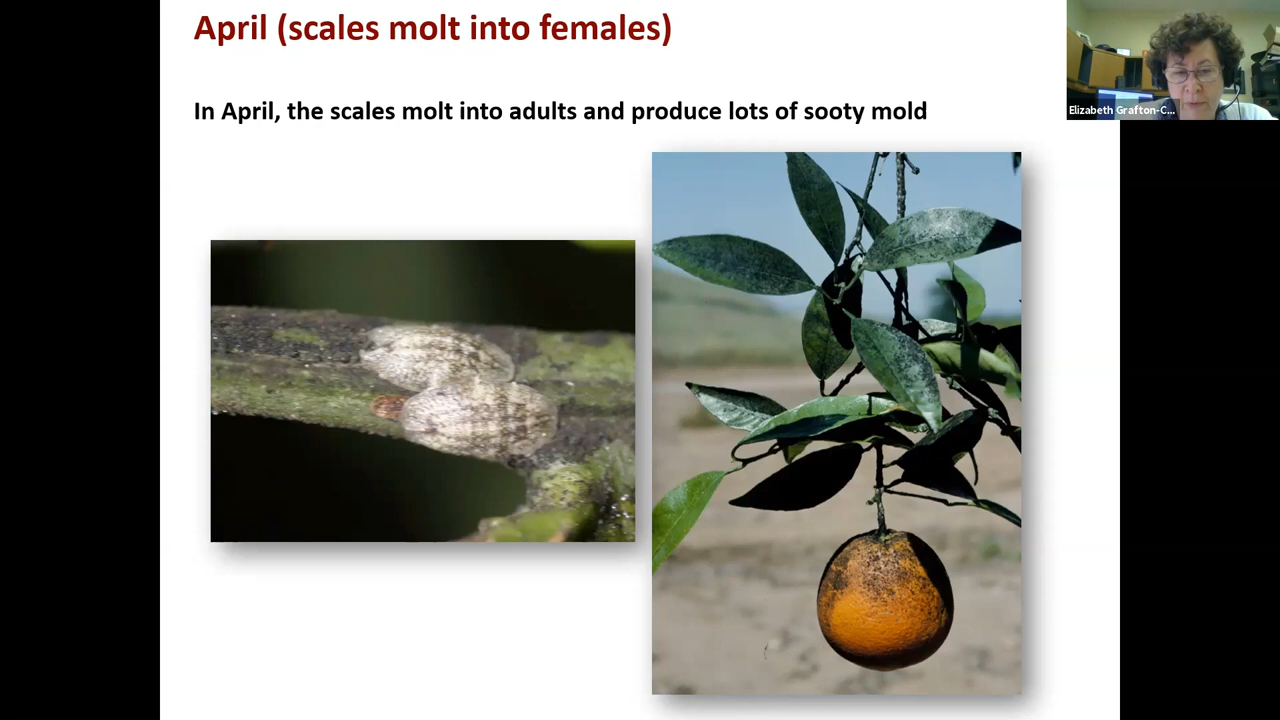 April (scales molt into females)
In April, the scales molt into adults and produce lots of sooty mold
Elizabeth Grafton-C...